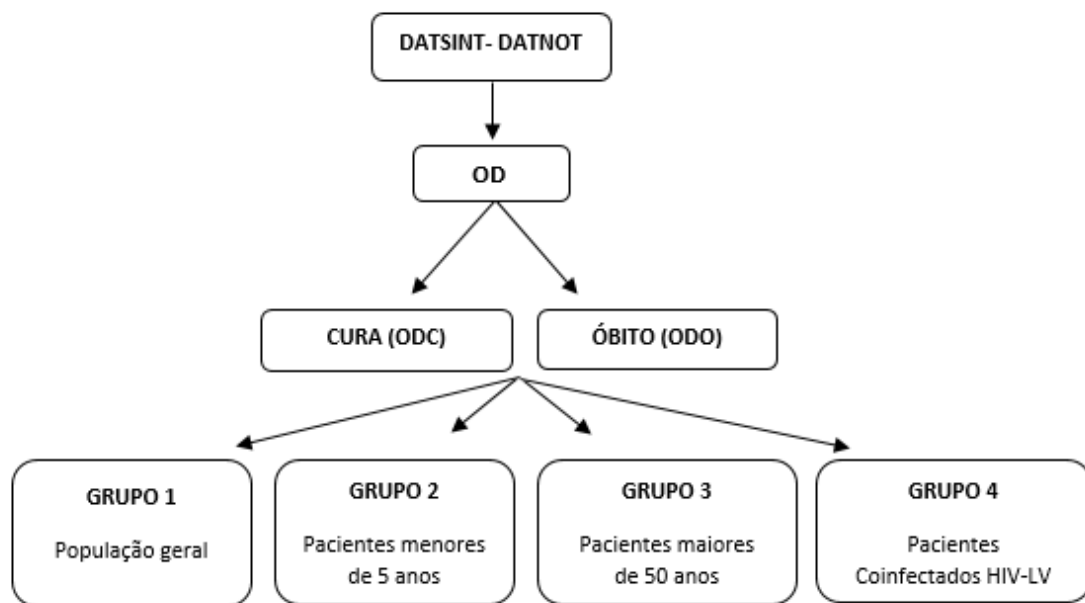 DATSINT- DATNOT
OD
CURA (ODC)
ÓBITO (ODO)
GRUPO 1
População geral
GRUPO 2
Pacientes menores
de 5 anos
GRUPO 3
Pacientes maiores
de 50 anos
GRUPO 4
Pacientes
Coinfectados HIV-LV